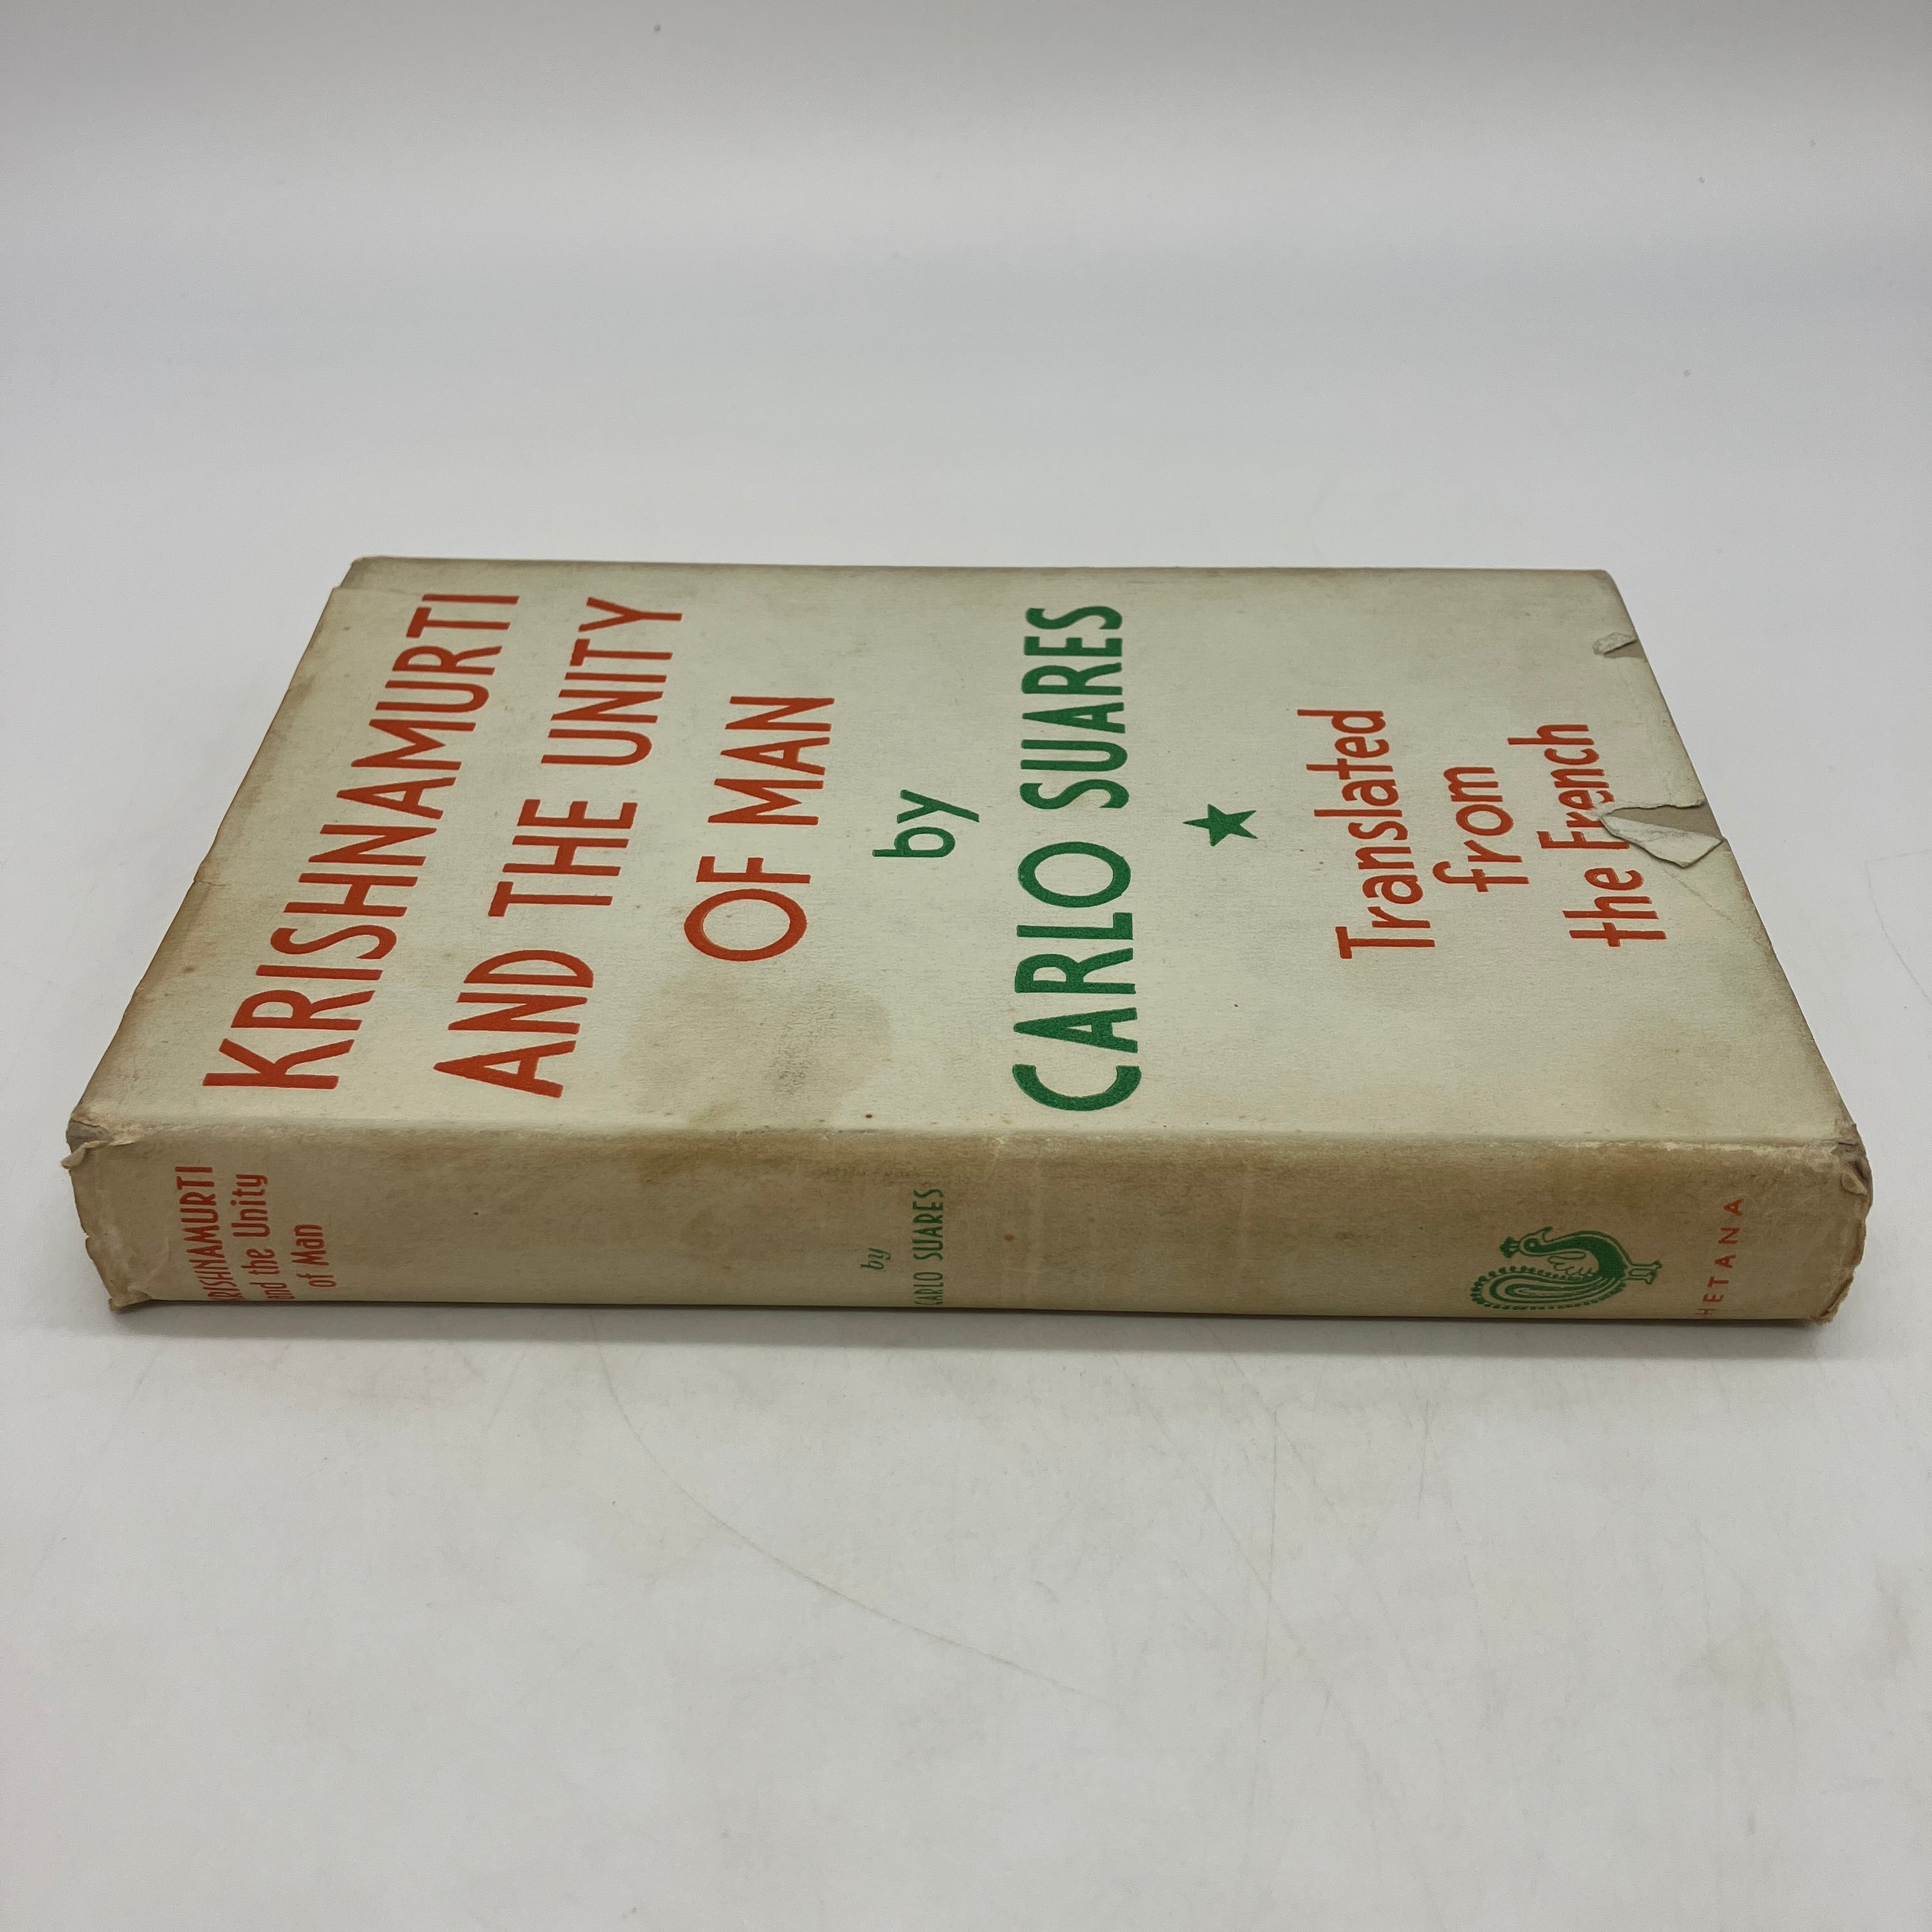 KRISHNAMURTI
AND THE UNITY
OF MAN
by
CARLO SUARES
Translated
from
the French
KRISHNAMURTI
and the Unity
of Man
by
CARLO SUARES
HETANA